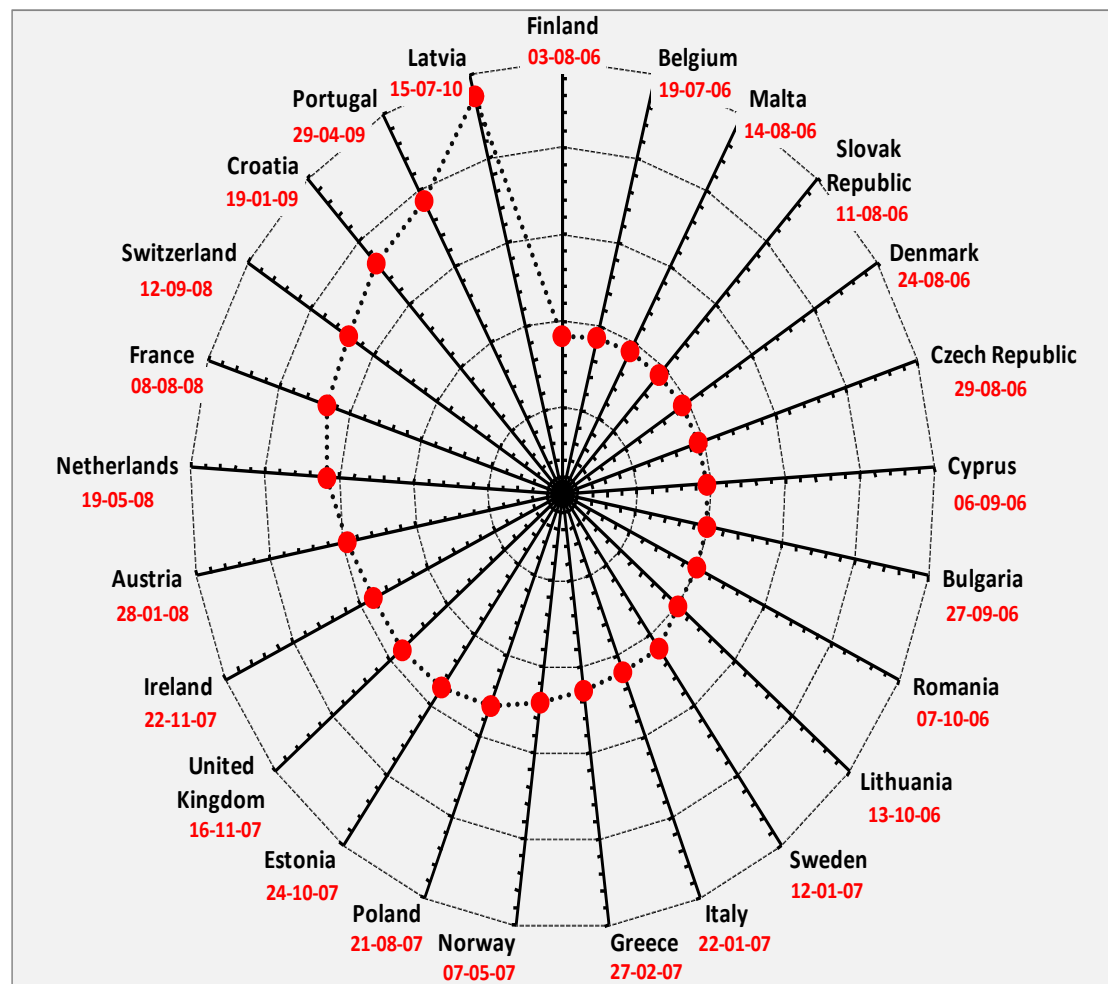 Finland
03-08-06
Belgium
19-07-06
Malta
14-08-06
Slovak
Republic
11-08-06
Denmark
24-08-06
Czech Republic
29-08-06
Cyprus
06-09-06
Bulgaria
27-09-06
Romania
07-10-06
Lithuania
13-10-06
Sweden
12-01-07
Italy
22-01-07
Greece
27-02-07
Norway
07-05-07
Poland
21-08-07
Estonia
24-10-07
United
Kingdom
16-11-07
Ireland
22-11-07
Austria
28-01-08
Netherlands
19-05-08
France
08-08-08
Switzerland
12-09-08
Croatia
19-01-09
Portugal
29-04-09
Latvia
15-07-10